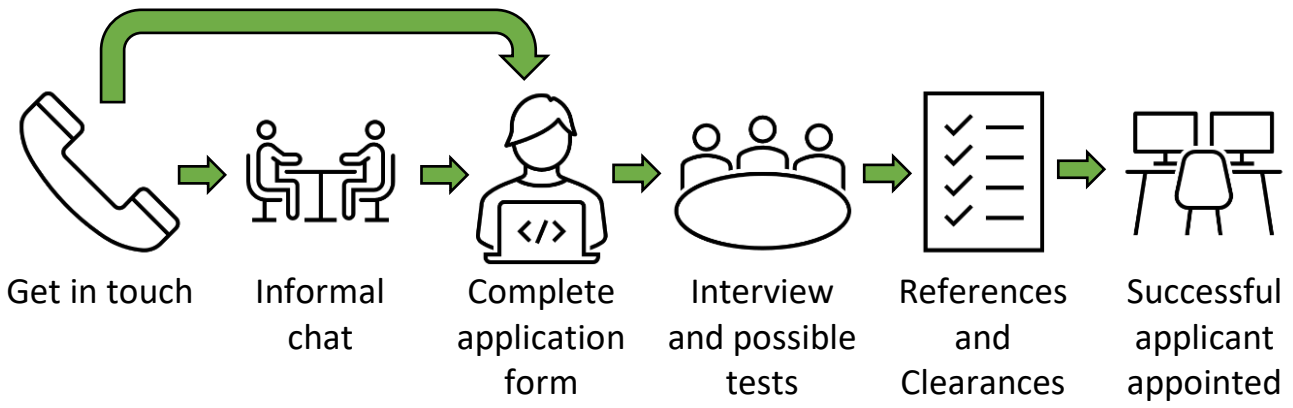 </>
Get in touch
Informal
chat
Complete
application
form
Interview
and possible
tests
References
and
Clearances
Successful
applicant
appointed